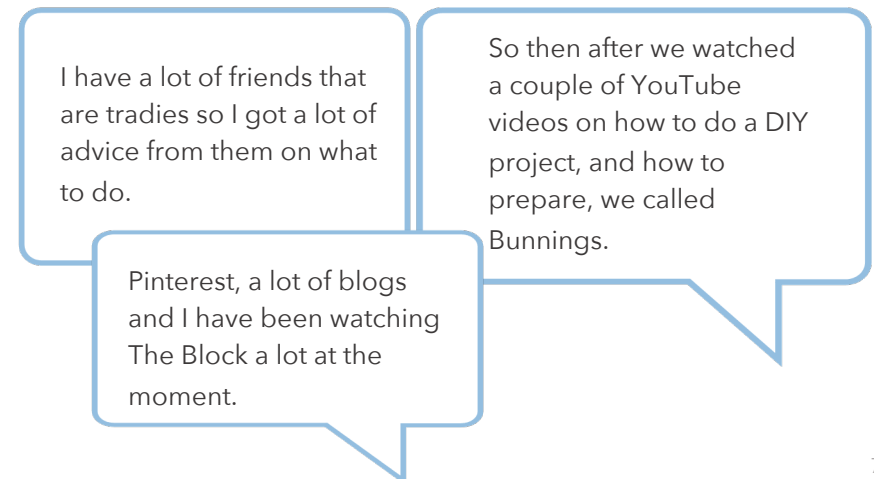 I have a lot of friends that
are tradies so I got a lot of
advice from them on what
to do.
So then after we watched
a couple of YouTube
videos on how to do a DIY
project, and how to
prepare, we called
Bunnings.
Pinterest, a lot of blogs
and I have been watching
The Block a lot at the
moment.